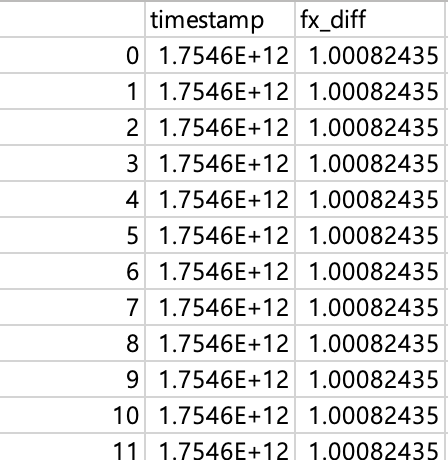 timestamp fx_diff
0 1.7546E+12 1.00082435
1 1.7546E+12 1.00082435
2 1.7546E+12 1.00082435
3 1.7546E+12 1.00082435
4 1.7546E+12 1.00082435
5 1.7546E+12 1.00082435
6 1.7546E+12 1.00082435
7 1.7546E+12 1.00082435
8 1.7546E+12 1.00082435
9 1.7546E+12 1.00082435
10 1.7546E+12 1.00082435
11 1.7546E+12 1.00082435